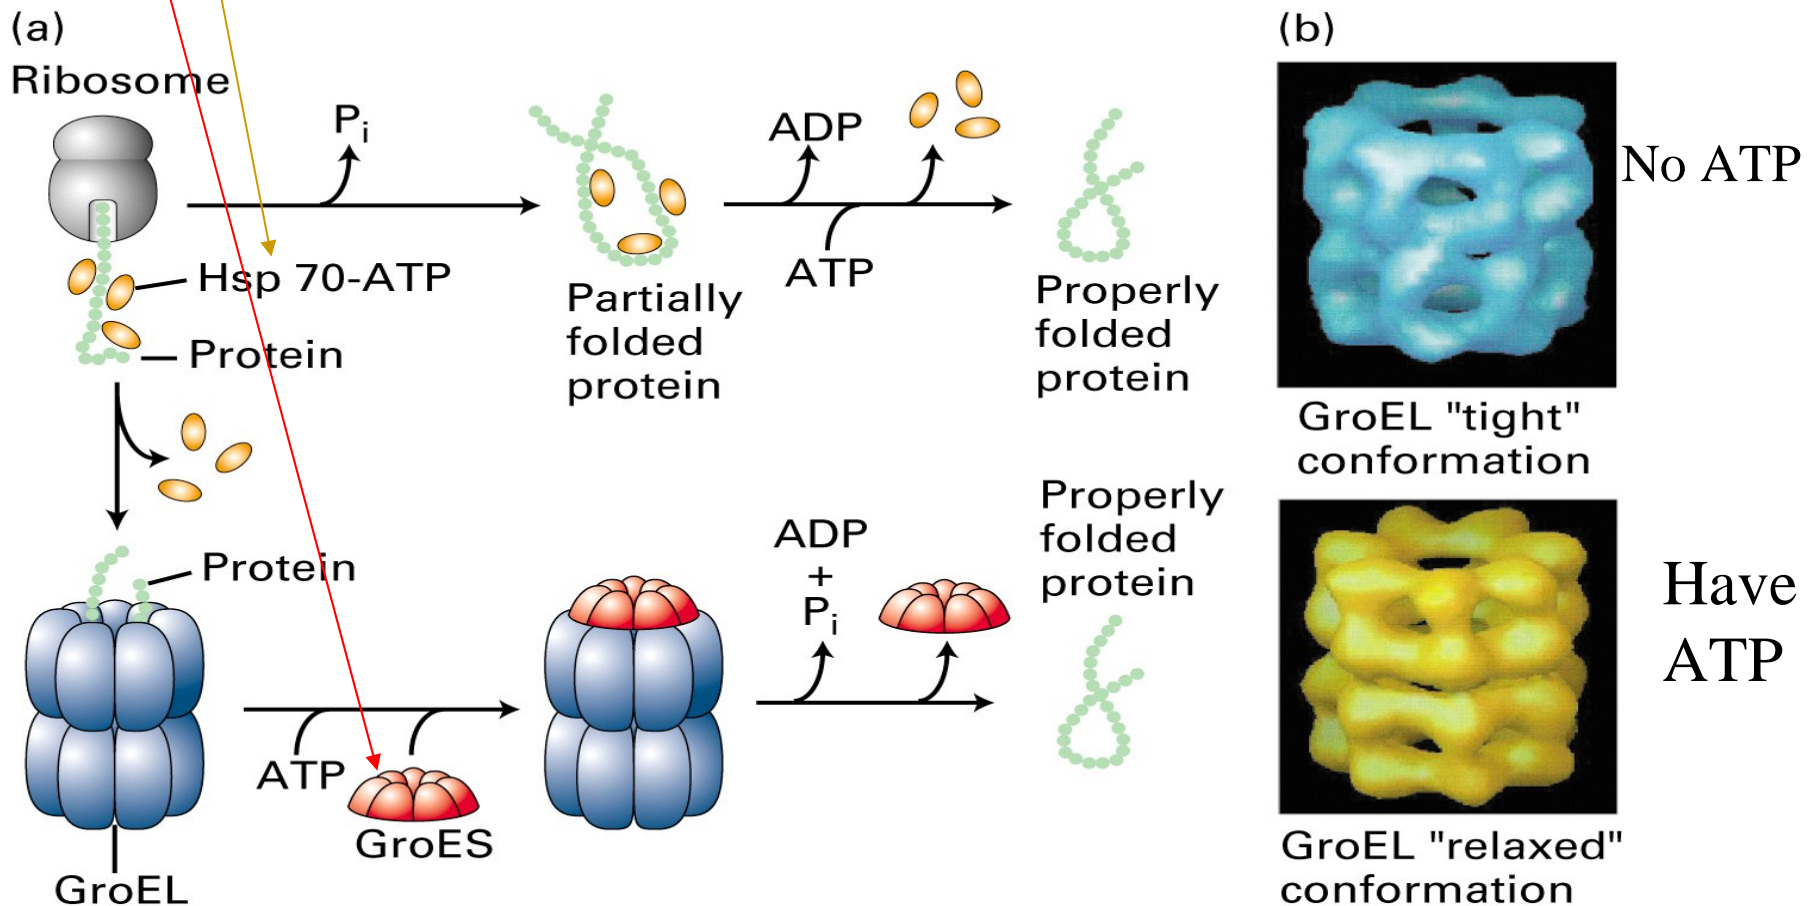 (a)
Ribosome
Pi
Hsp 70-ATP
Protein
Partially
folded
protein
ADP
ATP
Properly
folded
protein
Protein
GroEL
ATP
GroES
ADP
+
Pi
Properly
folded
protein
(b)
No ATP
GroEL "tight"
conformation
Have
ATP
GroEL "relaxed"
conformation